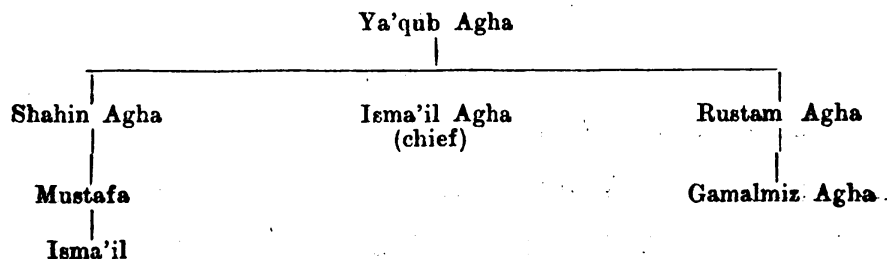 Ya'qub Agha
Shahin Agha Isma'il Agha Rustam Agha
(chief)
Mustafa Gamalmiz Agha
Isma'il